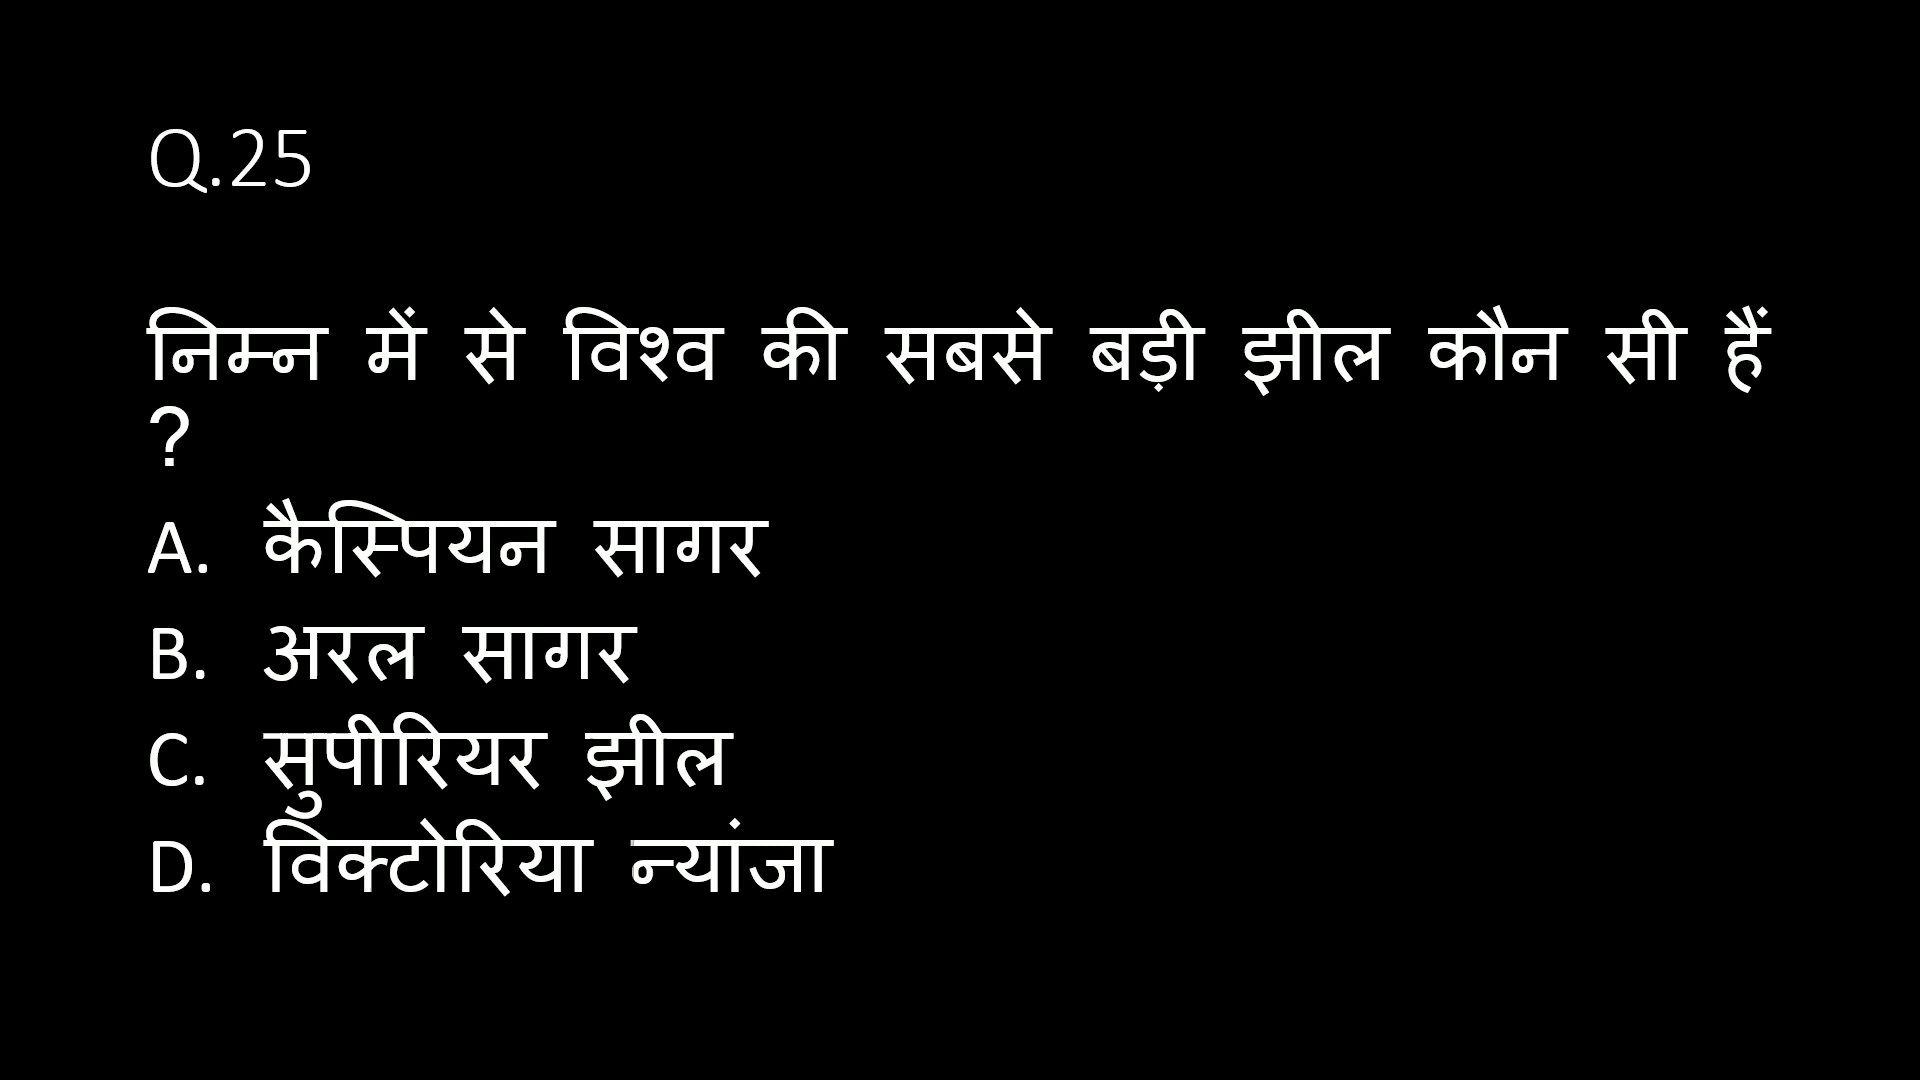 Q.25
निम्न में से विश्व की सबसे बड़ी झील कौन सी हैं
?
A. कैस्पियन सागर
B. अरल सागर
C. सुपीरियर झील
D. विक्टोरिया न्यांजा